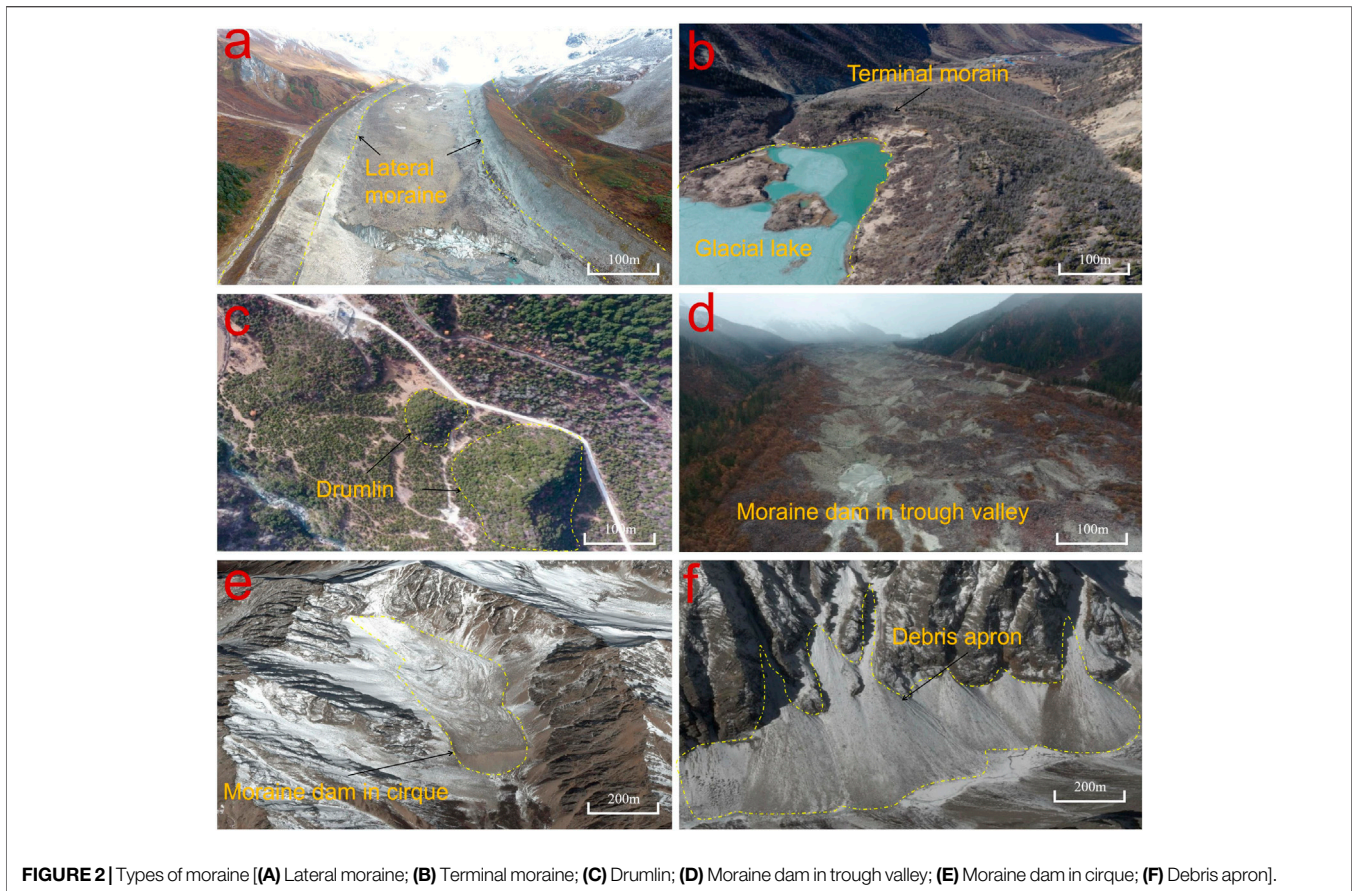 a
Lateral
moraine
100m
b
Terminal morain
Glacial lake
100m
c
Drumlin
100m
d
Moraine dam in trough valley
100m
e
Moraine dam in cirque
200m
f
Debris apron
200m
FIGURE 2 | Types of moraine [(A) Lateral moraine; (B) Terminal moraine; (C) Drumlin; (D) Moraine dam in trough valley; (E) Moraine dam in cirque; (F) Debris apron].